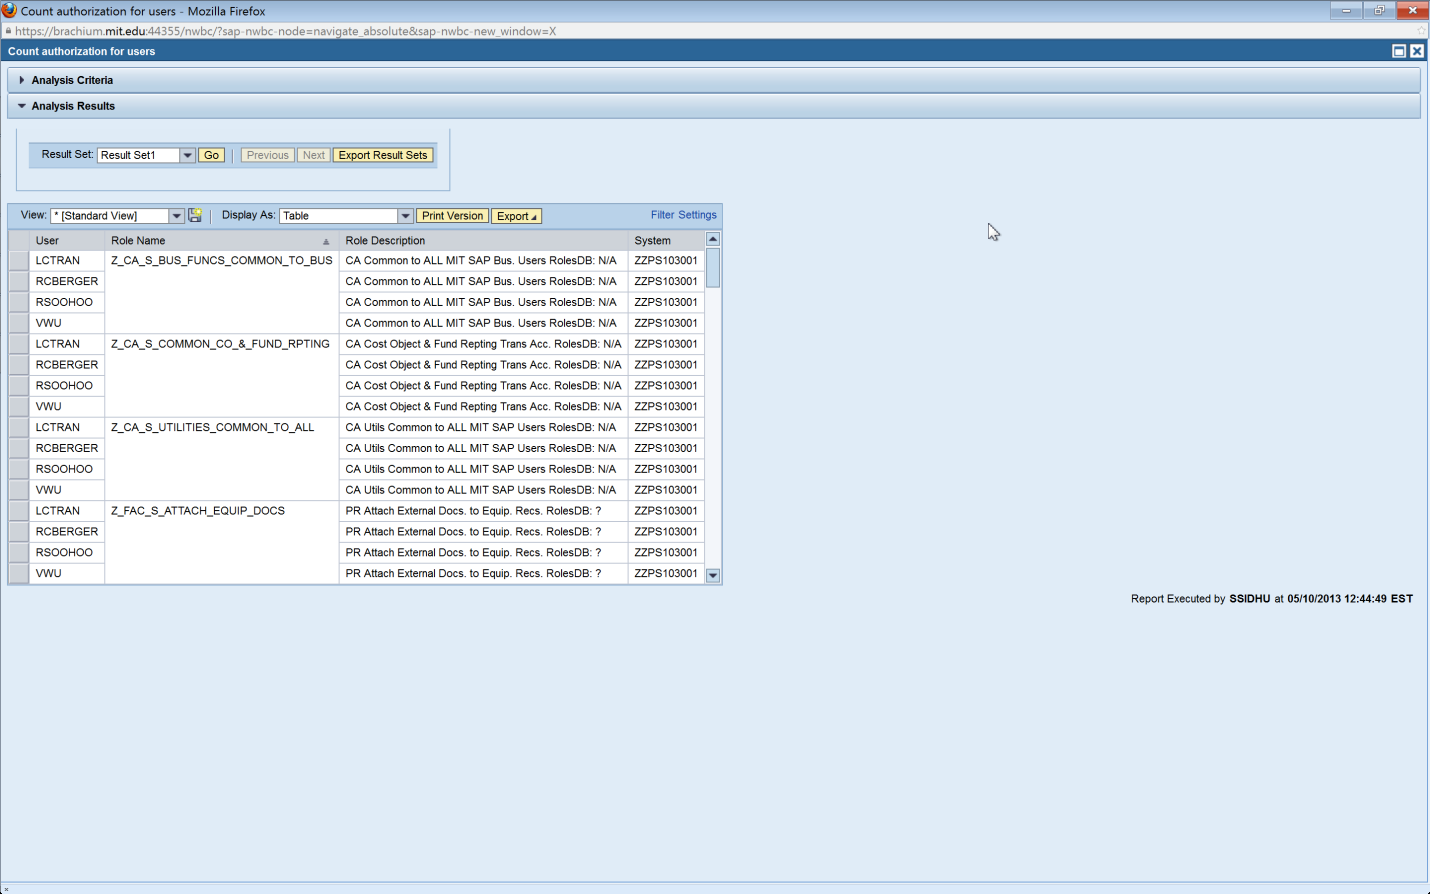 Count authorization for users - Mozilla Firefox
https://brachium.mit.edu:44355/nwbc/?sap-nwbc-node=navigate_absolute&sap-nwbc-new_window=X
Count authorization for users
Analysis Criteria
Analysis Results
Result Set: Result Set1 Go Previous Next Export Result Sets
View: * [Standard View] Display As: Table Print Version Export Filter Settings
User Role Name Role Description System
LCTRAN Z_CA_S_BUS_FUNCS_COMMON_TO_BUS CA Common to ALL MIT SAP Bus. Users RolesDB: N/A ZZPS103001
RCBERGER CA Common to ALL MIT SAP Bus. Users RolesDB: N/A ZZPS103001
RSOOHOO CA Common to ALL MIT SAP Bus. Users RolesDB: N/A ZZPS103001
VWU CA Common to ALL MIT SAP Bus. Users RolesDB: N/A ZZPS103001
LCTRAN Z_CA_S_COMMON_CO_&_FUND_RPTING CA Cost Object & Fund Repting Trans Acc. RolesDB: N/A ZZPS103001
RCBERGER CA Cost Object & Fund Repting Trans Acc. RolesDB: N/A ZZPS103001
RSOOHOO CA Cost Object & Fund Repting Trans Acc. RolesDB: N/A ZZPS103001
VWU CA Cost Object & Fund Repting Trans Acc. RolesDB: N/A ZZPS103001
LCTRAN Z_CA_S_UTILITIES_COMMON_TO_ALL CA Utils Common to ALL MIT SAP Users RolesDB: N/A ZZPS103001
RCBERGER CA Utils Common to ALL MIT SAP Users RolesDB: N/A ZZPS103001
RSOOHOO CA Utils Common to ALL MIT SAP Users RolesDB: N/A ZZPS103001
VWU CA Utils Common to ALL MIT SAP Users RolesDB: N/A ZZPS103001
LCTRAN Z_FAC_S_ATTACH_EQUIP_DOCS PR Attach External Docs. to Equip. Recs. RolesDB: ? ZZPS103001
RCBERGER PR Attach External Docs. to Equip. Recs. RolesDB: ? ZZPS103001
RSOOHOO PR Attach External Docs. to Equip. Recs. RolesDB: ? ZZPS103001
VWU PR Attach External Docs. to Equip. Recs. RolesDB: ? ZZPS103001
Report Executed by SSIDHU at 05/10/2013 12:44:49 EST